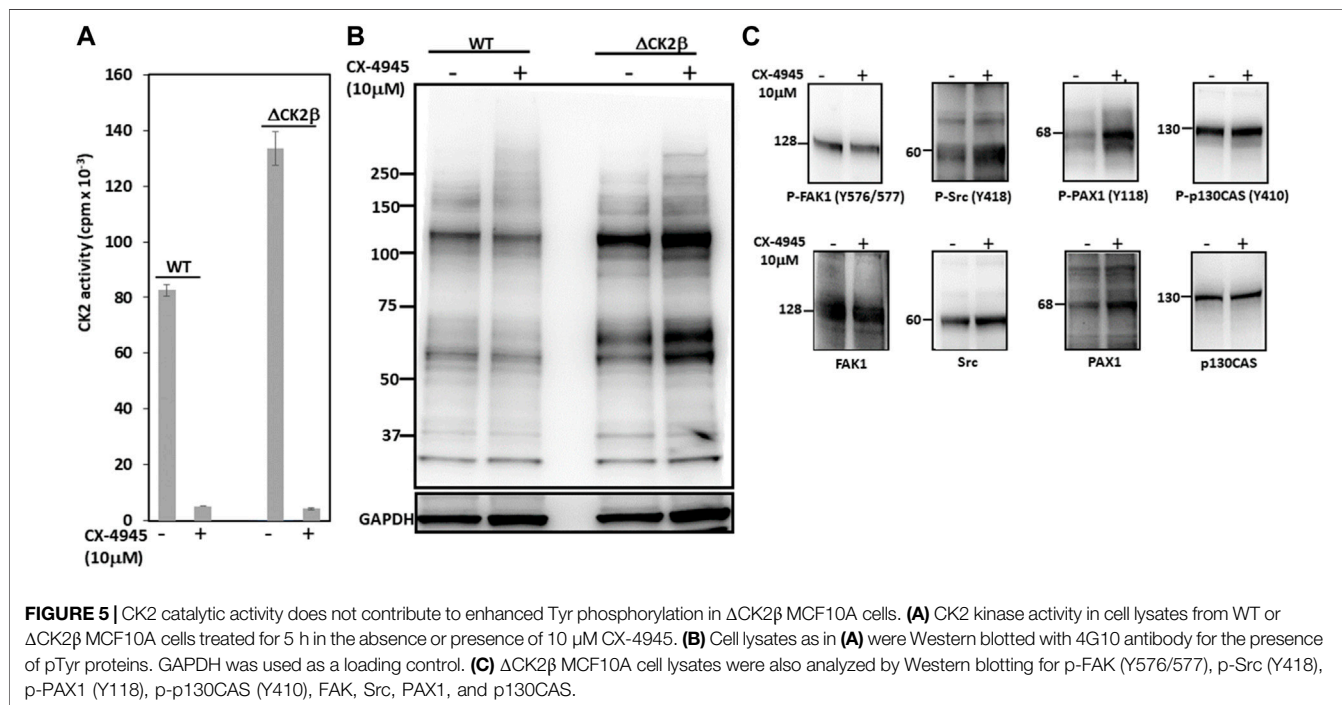 A
160
140
120
100
80
60
40
20
0
CK2 activity (cpm x 10-3)
WT
ΔCK2β
CX-4945 - + - +
(10μM)
B
WT ΔCK2β
CX-4945 - + - +
(10μM)
250
150
100
75
50
37
GAPDH
C
CX-4945 - + - + - + - +
10μM
128 60 68 130
P-FAK1 (Y576/577) P-Src (Y418) P-PAX1 (Y118) P-p130CAS (Y410)
CX-4945 - + - + - + - +
10μM
128 60 68 130
FAK1 Src PAX1 p130CAS
FIGURE 5 | CK2 catalytic activity does not contribute to enhanced Tyr phosphorylation in ΔCK2β MCF10A cells. (A) CK2 kinase activity in cell lysates from WT or
ΔCK2β MCF10A cells treated for 5 h in the absence or presence of 10 μM CX-4945. (B) Cell lysates as in (A) were Western blotted with 4G10 antibody for the presence
of pTyr proteins. GAPDH was used as a loading control. (C) ΔCK2β MCF10A cell lysates were also analyzed by Western blotting for p-FAK (Y576/577), p-Src (Y418),
p-PAX1 (Y118), p-p130CAS (Y410), FAK, Src, PAX1, and p130CAS.